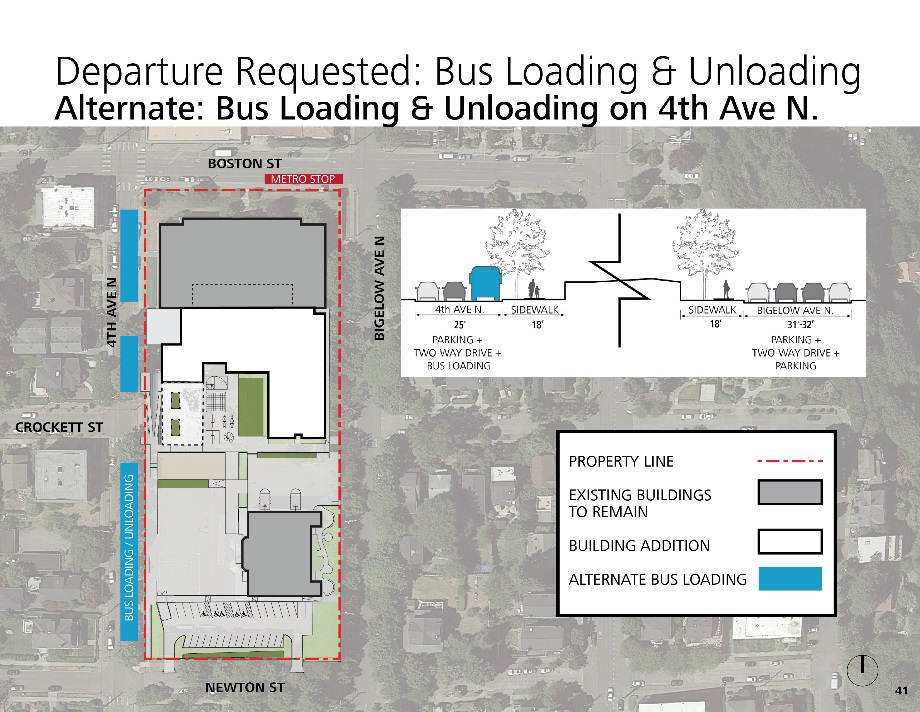 Departure Requested: Bus Loading & Unloading
Alternate: Bus Loading & Unloading on 4th Ave N.
BOSTON ST
METRO STOP
4TH AVE N
BIGELOW AVE N
4th AVE N.
SIDEWALK
SIDEWALK
BIGELOW AVE N.
25'
18'
18'
31'-32'
PARKING +
TWO-WAY DRIVE +
BUS LOADING
PARKING +
TWO-WAY DRIVE +
PARKING
CROCKETT ST
BUS LOADING / UNLOADING
PROPERTY LINE
EXISTING BUILDINGS
TO REMAIN
BUILDING ADDITION
ALTERNATE BUS LOADING
NEWTON ST
41